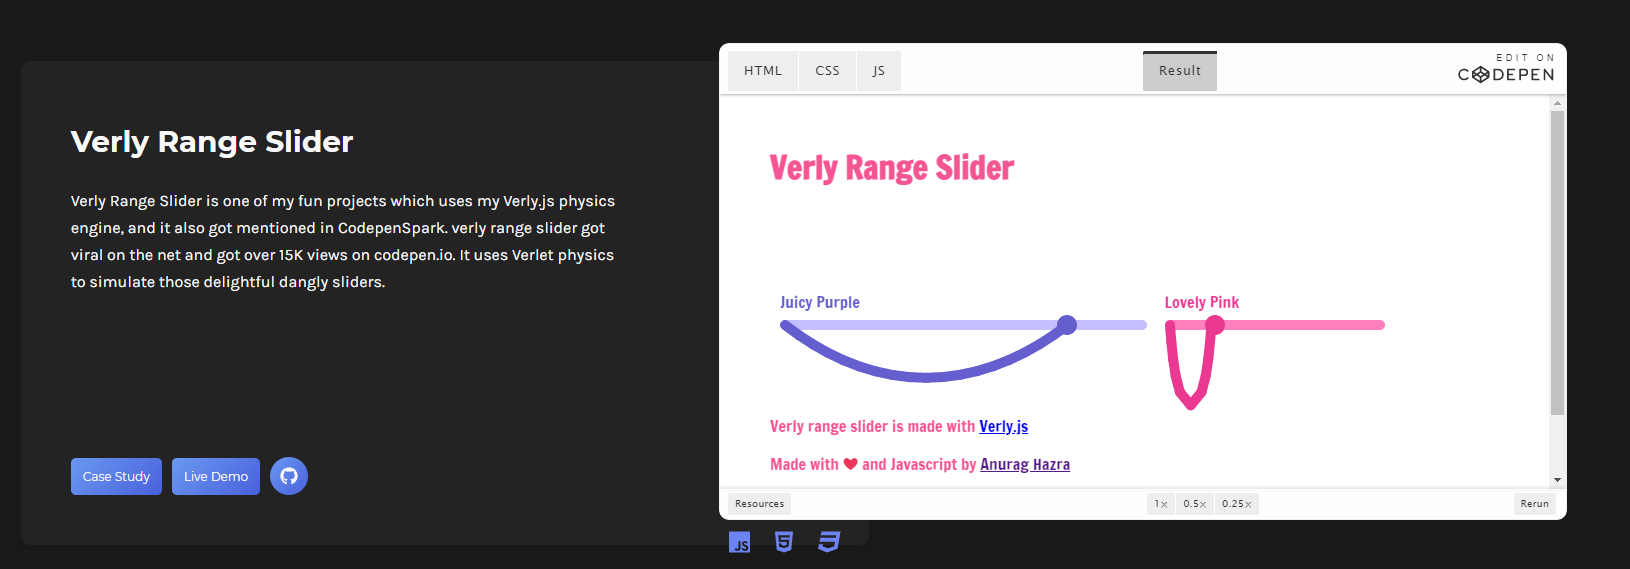 Verly Range Slider
Verly Range Slider is one of my fun projects which uses my Verly.js physics
engine, and it also got mentioned in CodepenSpark. verly range slider got
viral on the net and got over 15K views on codepen.io. It uses Verlet physics
to simulate those delightful dangly sliders.
Case Study
Live Demo
HTML
CSS
JS
Result
EDIT ON
CODEPEN
Verly Range Slider
Juicy Purple
Lovely Pink
Verly range slider is made with Verly.js
Made with ❤ and Javascript by Anurag Hazra
Resources
1×
0.5×
0.25×
Rerun
JS
5
3